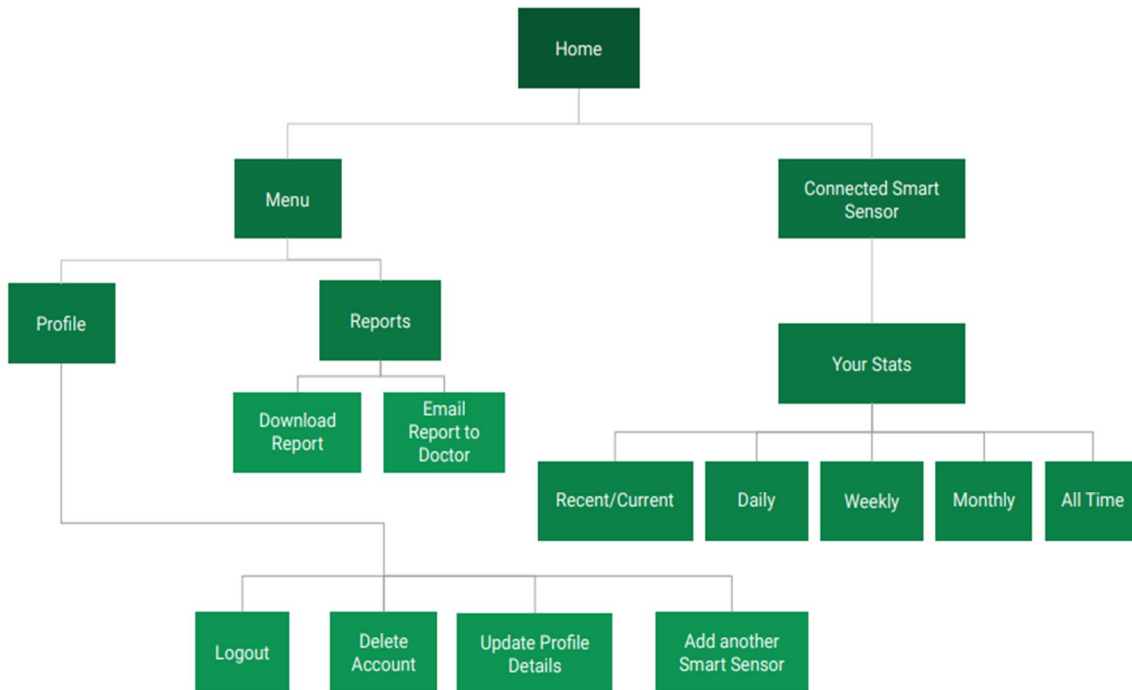 Home
Menu
Connected Smart
Sensor
Profile
Reports
Your Stats
Download
Report
Email
Report to
Doctor
Recent/Current
Daily
Weekly
Monthly
All Time
Logout
Delete
Account
Update Profile
Details
Add another
Smart Sensor